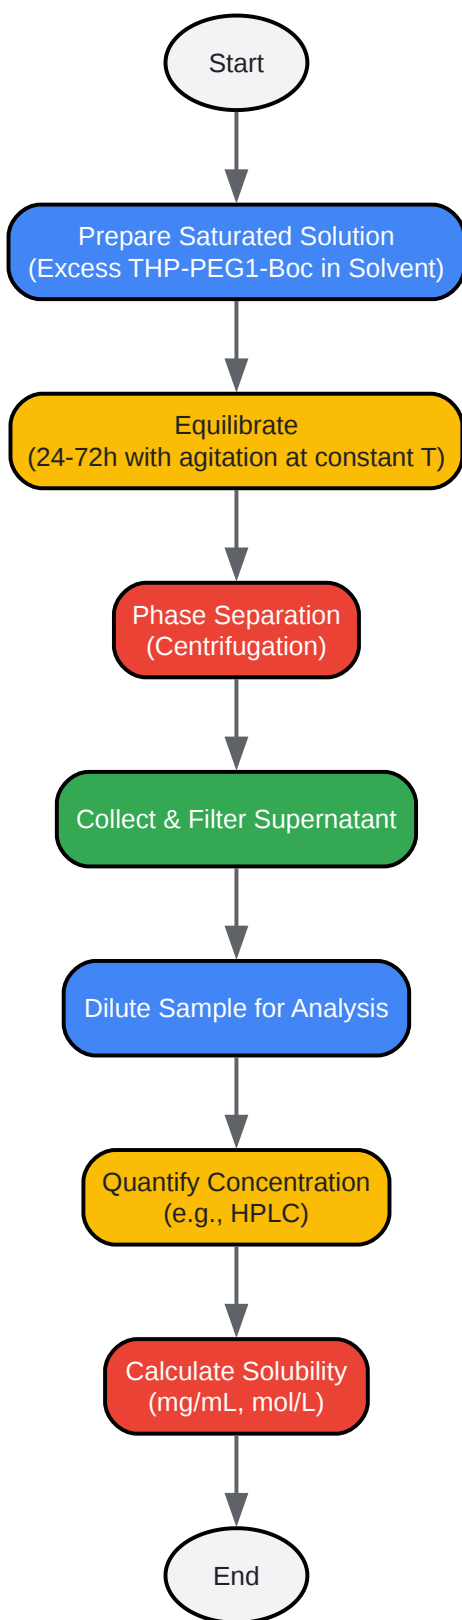 Start
Prepare Saturated Solution
(Excess THP-PEG1-Boc in Solvent)
Equilibrate
(24-72h with agitation at constant T)
Phase Separation
(Centrifugation)
Collect & Filter Supernatant
Dilute Sample for Analysis
Quantify Concentration
(e.g., HPLC)
Calculate Solubility
(mg/mL, mol/L)
End